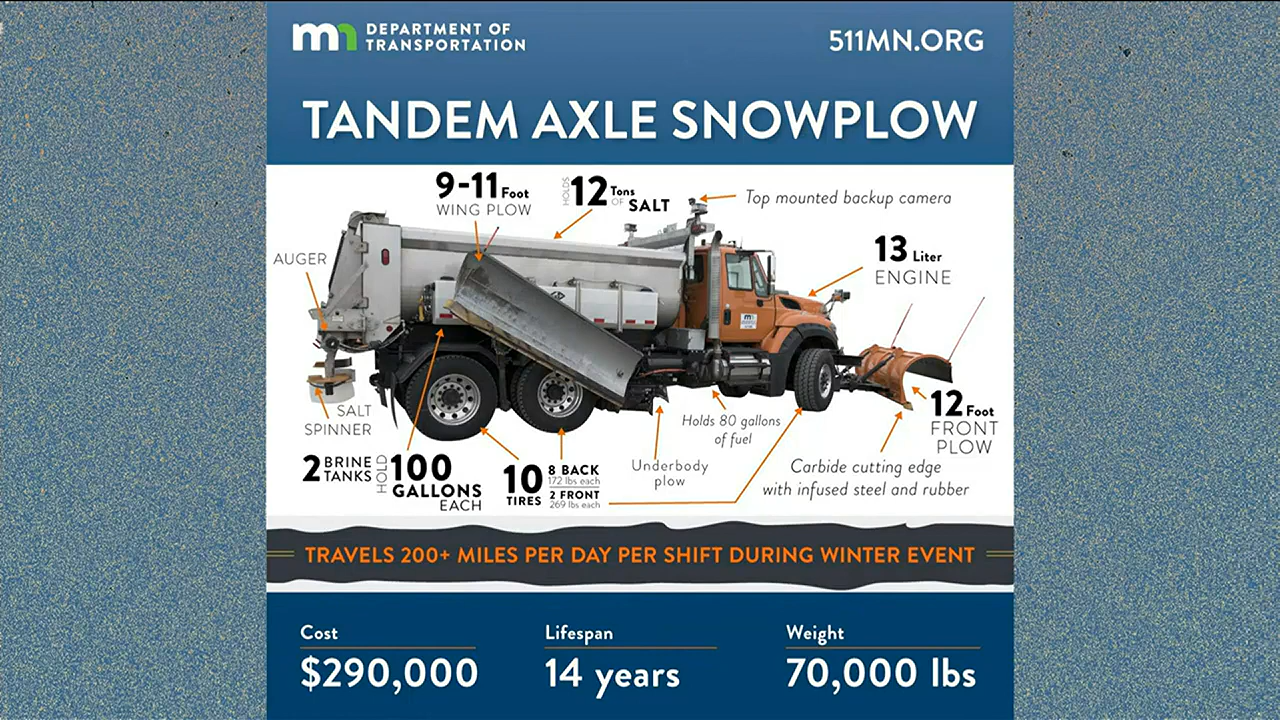 mn DEPARTMENT OF
TRANSPORTATION
511MN.ORG
TANDEM AXLE SNOWPLOW
9-11 Foot
WING PLOW
HOLDS 12 Tons
OF SALT
Top mounted backup camera
AUGER
13 Liter
ENGINE
SALT
SPINNER
Holds 80 gallons
of fuel
12 Foot
FRONT
PLOW
2 BRINE
TANKS
HOLD 100
GALLONS
EACH
10
TIRES
8 BACK
172 lbs each
2 FRONT
269 lbs each
Underbody
plow
Carbide cutting edge
with infused steel and rubber
TRAVELS 200+ MILES PER DAY PER SHIFT DURING WINTER EVENT
Cost
$290,000
Lifespan
14 years
Weight
70,000 lbs